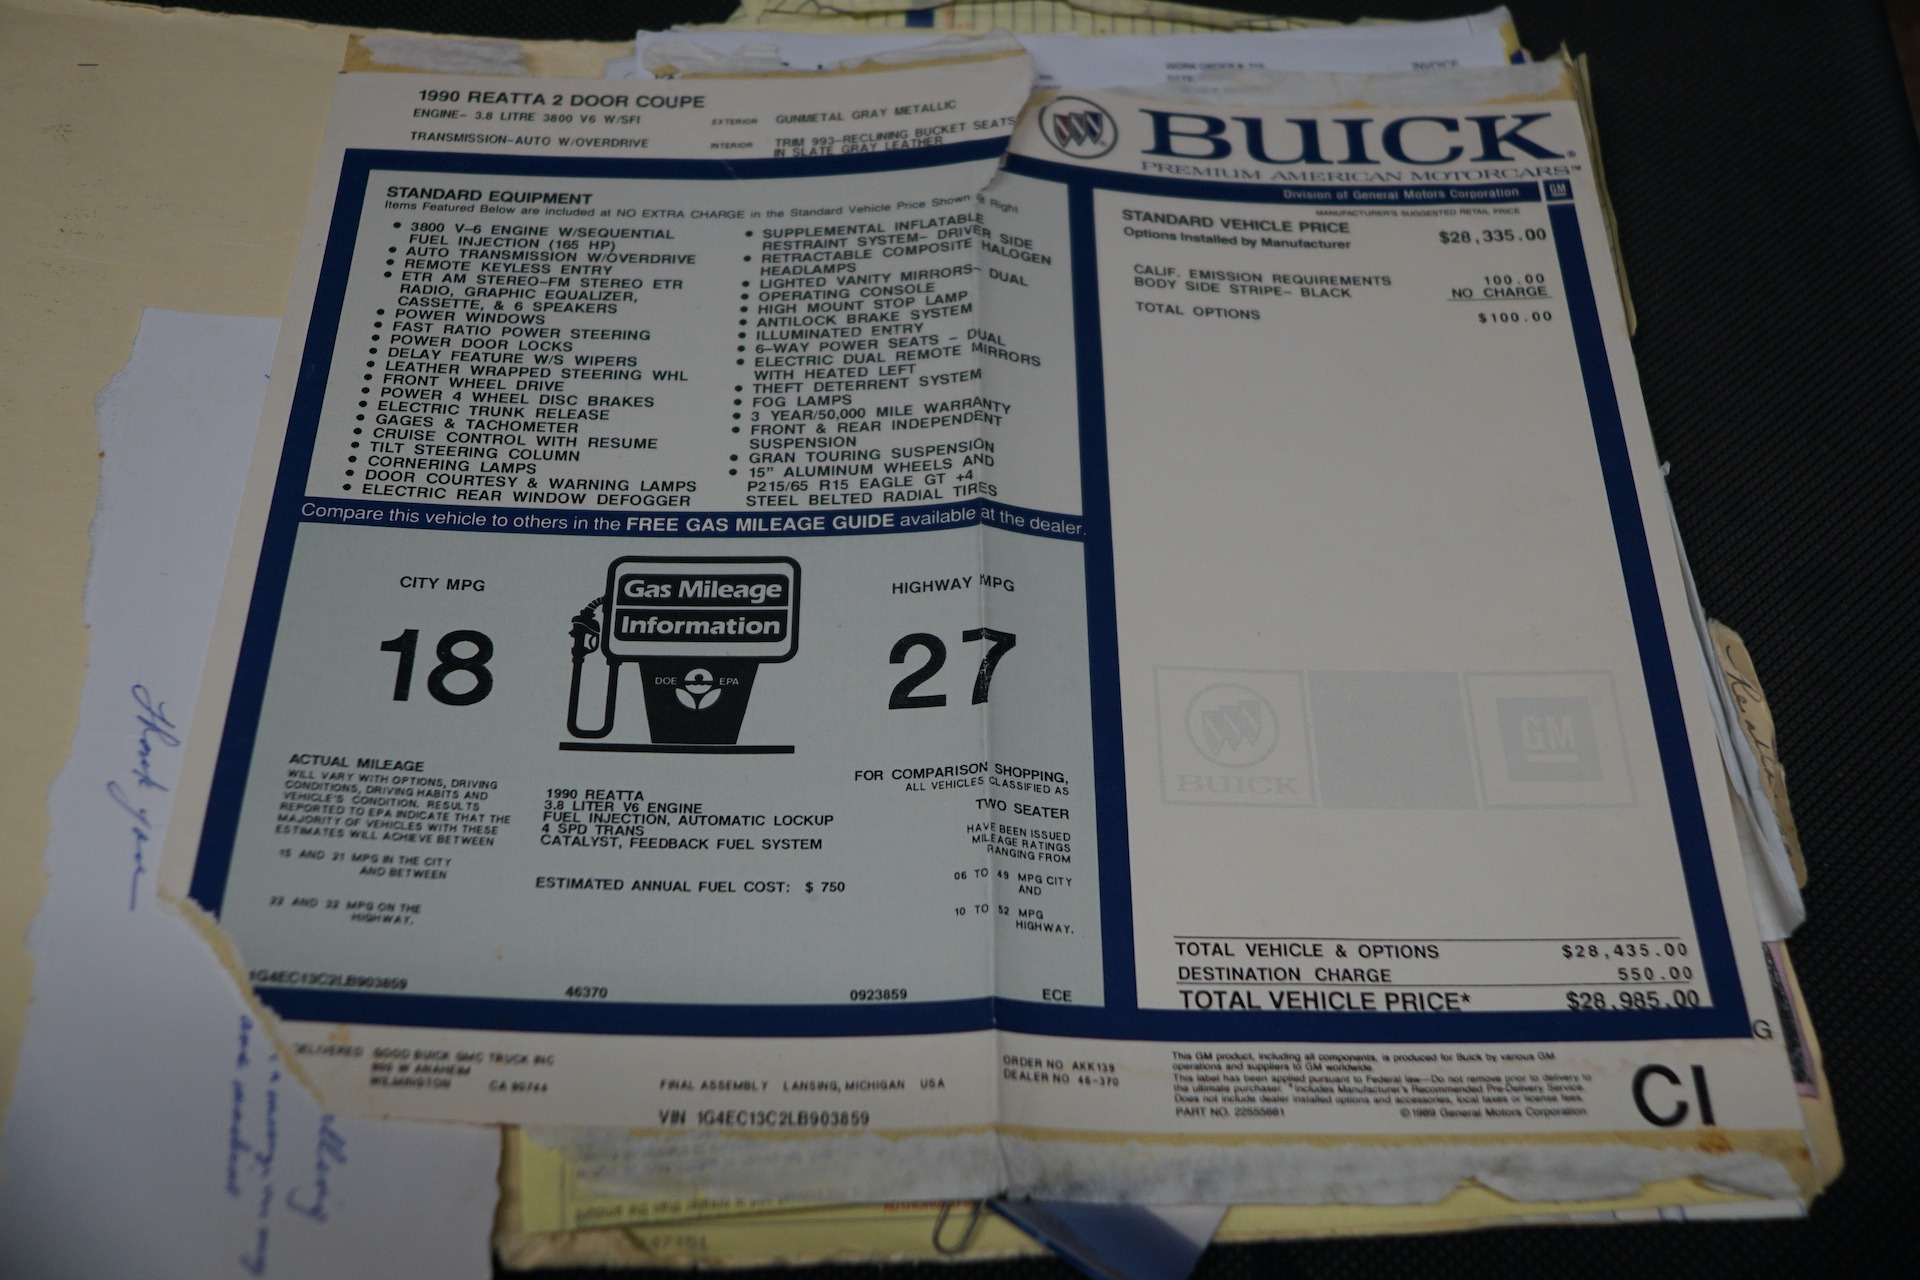 1990 REATTA 2 DOOR COUPE
ENGINE- 3.8 LITRE 3800 V6 W/SFI
TRANSMISSION-AUTO W/OVERDRIVE
EXTERIOR GUNMETAL GRAY METALLIC
INTERIOR TRIM 993-RECLINING BUCKET SEATS
IN SLATE GRAY LEATHER
STANDARD EQUIPMENT
Items Featured Below are included at NO EXTRA CHARGE in the Standard Vehicle Price Shown at Right
• 3800 V-6 ENGINE W/SEQUENTIAL
FUEL INJECTION (165 HP)
• AUTO TRANSMISSION W/OVERDRIVE
• REMOTE KEYLESS ENTRY
• ETR AM STEREO-FM STEREO ETR
RADIO, GRAPHIC EQUALIZER,
CASSETTE, & 6 SPEAKERS
• POWER WINDOWS
• FAST RATIO POWER STEERING
• POWER DOOR LOCKS
• DELAY FEATURE W/S WIPERS
• LEATHER WRAPPED STEERING WHL
• FRONT WHEEL DRIVE
• POWER 4 WHEEL DISC BRAKES
• ELECTRIC TRUNK RELEASE
• GAGES & TACHOMETER
• CRUISE CONTROL WITH RESUME
• TILT STEERING COLUMN
• CORNERING LAMPS
• DOOR COURTESY & WARNING LAMPS
• ELECTRIC REAR WINDOW DEFOGGER
• SUPPLEMENTAL INFLATABLE
RESTRAINT SYSTEM- DRIVER SIDE
• RETRACTABLE COMPOSITE HALOGEN
HEADLAMPS
• LIGHTED VANITY MIRRORS- DUAL
• OPERATING CONSOLE
• HIGH MOUNT STOP LAMP
• ANTILOCK BRAKE SYSTEM
• ILLUMINATED ENTRY
• 6-WAY POWER SEATS - DUAL
• ELECTRIC DUAL REMOTE MIRRORS
WITH HEATED LEFT
• THEFT DETERRENT SYSTEM
• FOG LAMPS
• 3 YEAR/50,000 MILE WARRANTY
• FRONT & REAR INDEPENDENT
SUSPENSION
• GRAN TOURING SUSPENSION
• 15" ALUMINUM WHEELS AND
P215/65 R15 EAGLE GT +4
STEEL BELTED RADIAL TIRES
Compare this vehicle to others in the FREE GAS MILEAGE GUIDE available at the dealer.
CITY MPG
18
Gas Mileage
Information
DOE EPA
HIGHWAY MPG
27
ACTUAL MILEAGE
WILL VARY WITH OPTIONS, DRIVING
CONDITIONS, DRIVING HABITS AND
VEHICLE'S CONDITION. RESULTS
REPORTED TO EPA INDICATE THAT THE
MAJORITY OF VEHICLES WITH THESE
ESTIMATES WILL ACHIEVE BETWEEN
15 AND 21 MPG IN THE CITY
AND BETWEEN
22 AND 32 MPG ON THE
HIGHWAY.
1990 REATTA
3.8 LITER V6 ENGINE
FUEL INJECTION, AUTOMATIC LOCKUP
4 SPD TRANS
CATALYST, FEEDBACK FUEL SYSTEM
ESTIMATED ANNUAL FUEL COST: $ 750
FOR COMPARISON SHOPPING,
ALL VEHICLES CLASSIFIED AS
TWO SEATER
HAVE BEEN ISSUED
MILEAGE RATINGS
RANGING FROM
06 TO 49 MPG CITY
AND
10 TO 52 MPG
HIGHWAY.
1G4EC13C2LB903859 46370 0923859 ECE
BUICK®
PREMIUM AMERICAN MOTORCARS™
Division of General Motors Corporation GM
MANUFACTURER'S SUGGESTED RETAIL PRICE
STANDARD VEHICLE PRICE $28,335.00
Options Installed by Manufacturer
CALIF. EMISSION REQUIREMENTS 100.00
BODY SIDE STRIPE- BLACK NO CHARGE
TOTAL OPTIONS $100.00
BUICK GM
TOTAL VEHICLE & OPTIONS $28,435.00
DESTINATION CHARGE 550.00
TOTAL VEHICLE PRICE* $28,985.00
G
DELIVERED GOOD BUICK GMC TRUCK INC
W ANAHEIM
WILMINGTON CA 90744
FINAL ASSEMBLY LANSING, MICHIGAN USA
VIN 1G4EC13C2LB903859
ORDER NO AKK139
DEALER NO 46-370
This GM product, including all components, is produced for Buick by various GM
operations and suppliers to GM worldwide.
This label has been applied pursuant to Federal law—Do not remove prior to delivery to
the ultimate purchaser. *Includes Manufacturer's Recommended Pre-Delivery Service.
Does not include dealer installed options and accessories, local taxes or license fees.
PART NO. 22555661 © 1989 General Motors Corporation
CI
Thank you
INVOICE